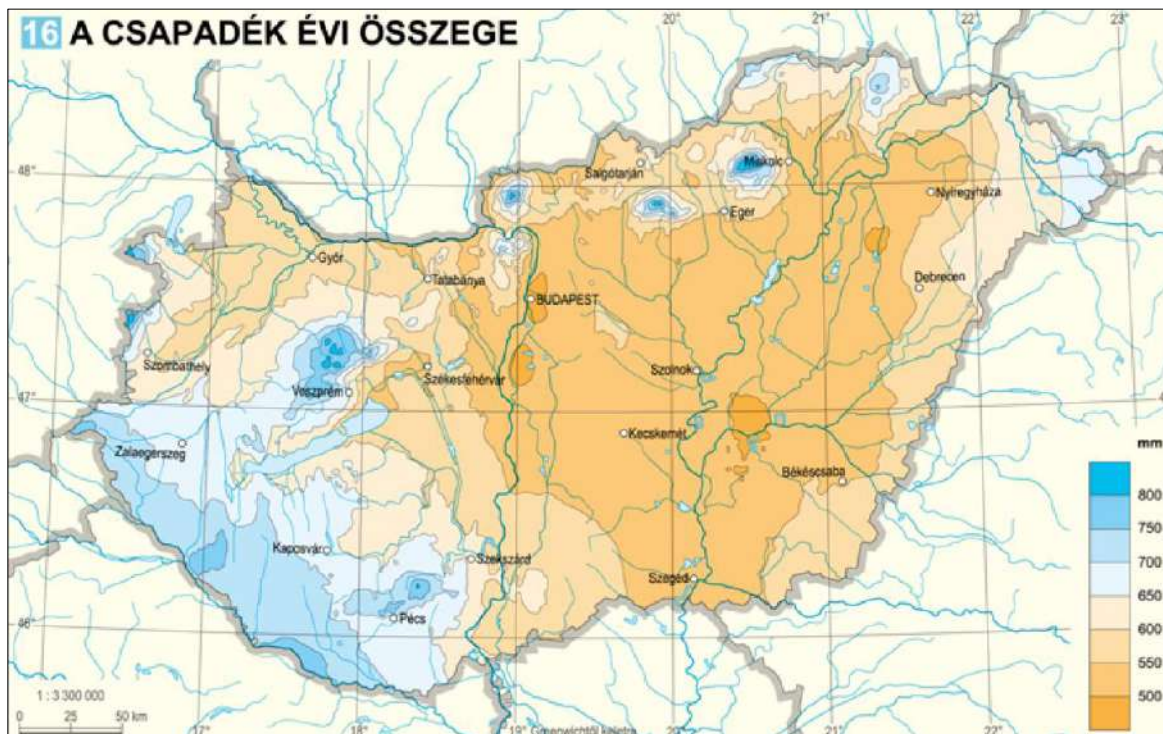 16 A CSAPADÉK ÉVI ÖSSZEGE
20° 21° 22° 23°
48° 48°
Salgótarján
Miskolc
Nyíregyháza
Eger
Győr
Tatabánya
BUDAPEST
Debrecen
Szombathely
Veszprém
Székesfehérvár
Szolnok
47°
Zalaegerszeg
Kecskemét
Békéscsaba
mm
800
750
700
650
600
550
500
Kaposvár
Szekszárd
Szeged
Pécs
46° 46°
1 : 3 300 000
0 25 50 km
17° 18° 19° Greenwichtől keletre 20° 21° 22°